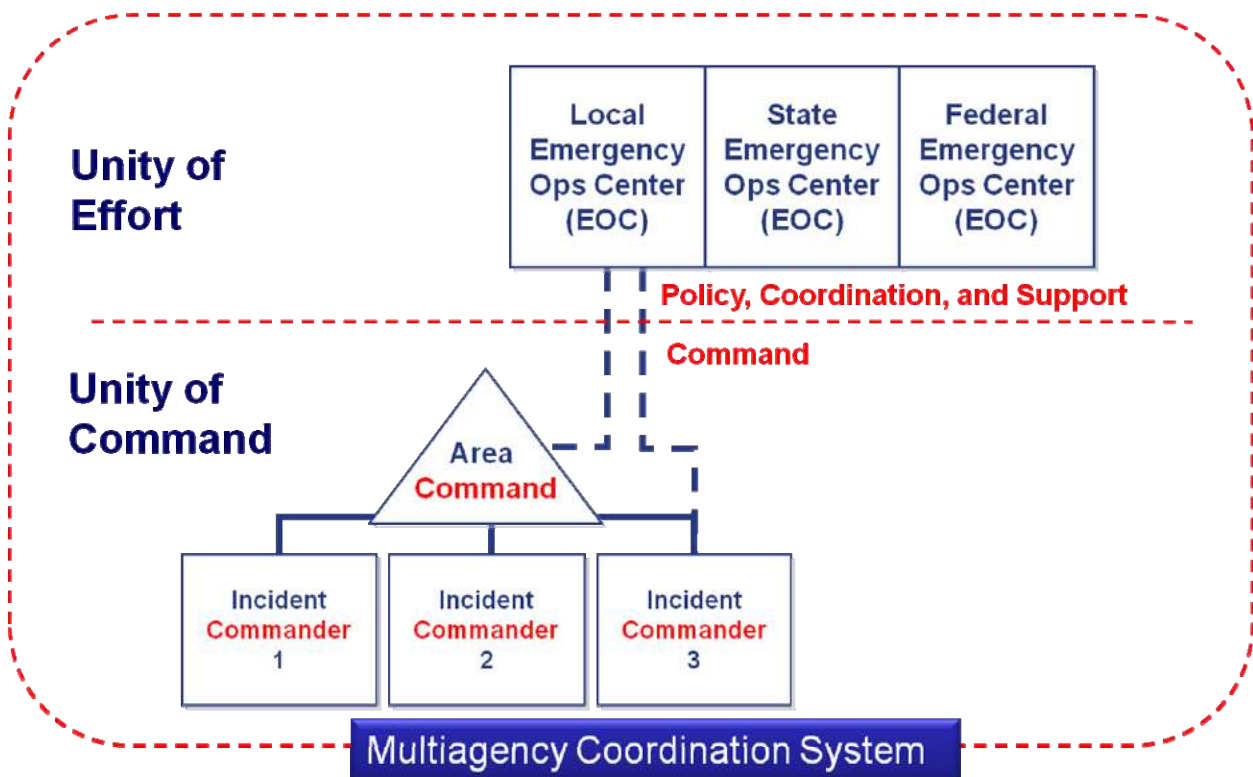 Unity of
Effort
Local
Emergency
Ops Center
(EOC)
State
Emergency
Ops Center
(EOC)
Federal
Emergency
Ops Center
(EOC)
Policy, Coordination, and Support
Command
Unity of
Command
Area
Command
Incident
Commander
1
Incident
Commander
2
Incident
Commander
3
Multiagency Coordination System